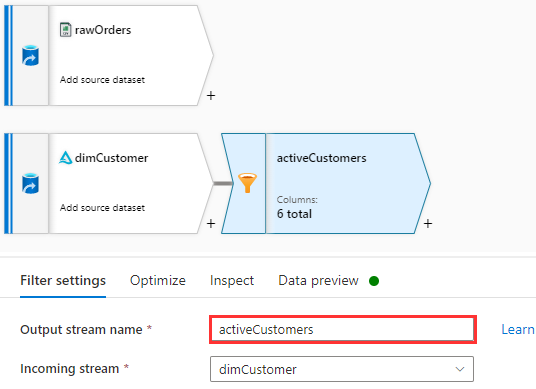 rawOrders
Add source dataset
+
dimCustomer
Add source dataset
+
activeCustomers
Columns:
6 total
+
Filter settings Optimize Inspect Data preview
Output stream name * activeCustomers Learn
Incoming stream * dimCustomer